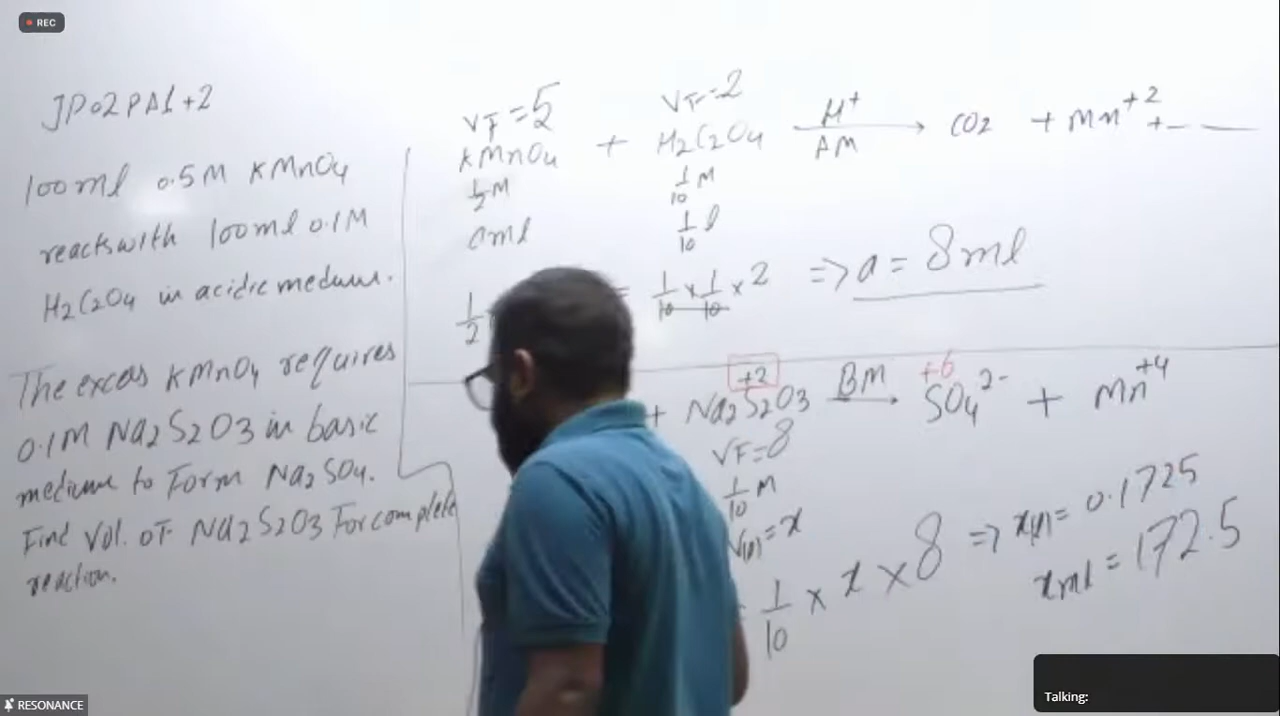 REC
JP02PA1+2
100ml 0.5M KMnO4
reacts with 100ml 0.1M
H2C2O4 in acidic medium.
The excess KMnO4 requires
0.1M Na2S2O3 in basic
medium to Form Na2SO4.
Find Vol. of Na2S2O3 For complete
reaction.
VF=5 VF=2
KMnO4 + H2C2O4 H+ AM → CO2 + Mn+2 + — —
1/2 M 1/10 M
aml 1/10 l
1/2 = 1/10 × 1/10 × 2 => a = 8ml
+2 BM +6
+ Na2S2O3 → SO4 2- + Mn+4
VF=8
1/10 M
V(l)=x
1/10 × x × 8 => x(l)= 0.1725
xml = 172.5
Talking:
RESONANCE